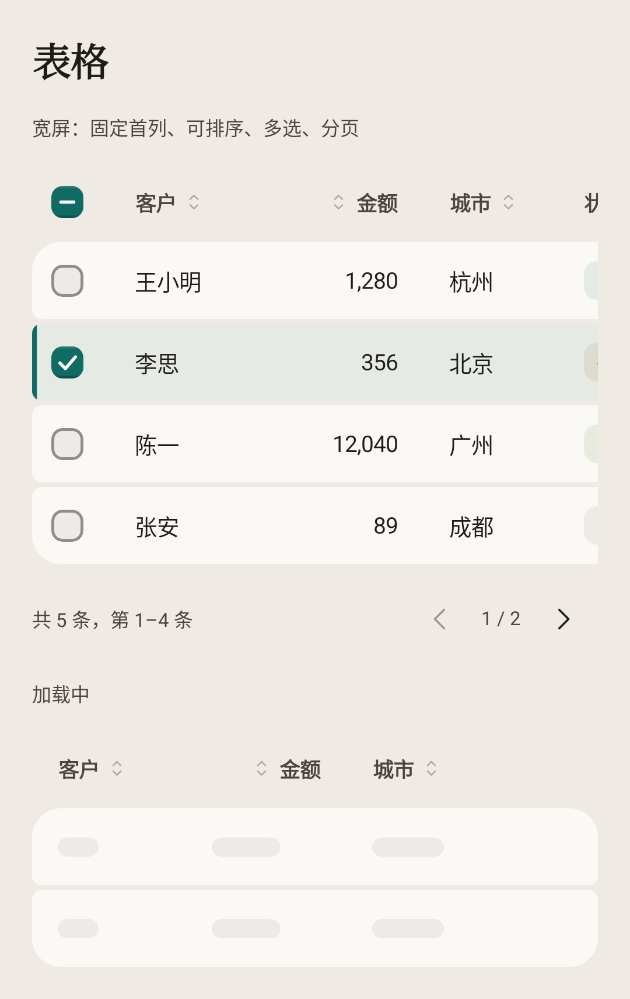 表格
宽屏：固定首列、可排序、多选、分页
客户 金额 城市
王小明 1,280 杭州
李思 356 北京
陈一 12,040 广州
张安 89 成都
共 5 条，第 1–4 条 1 / 2
加载中
客户 金额 城市